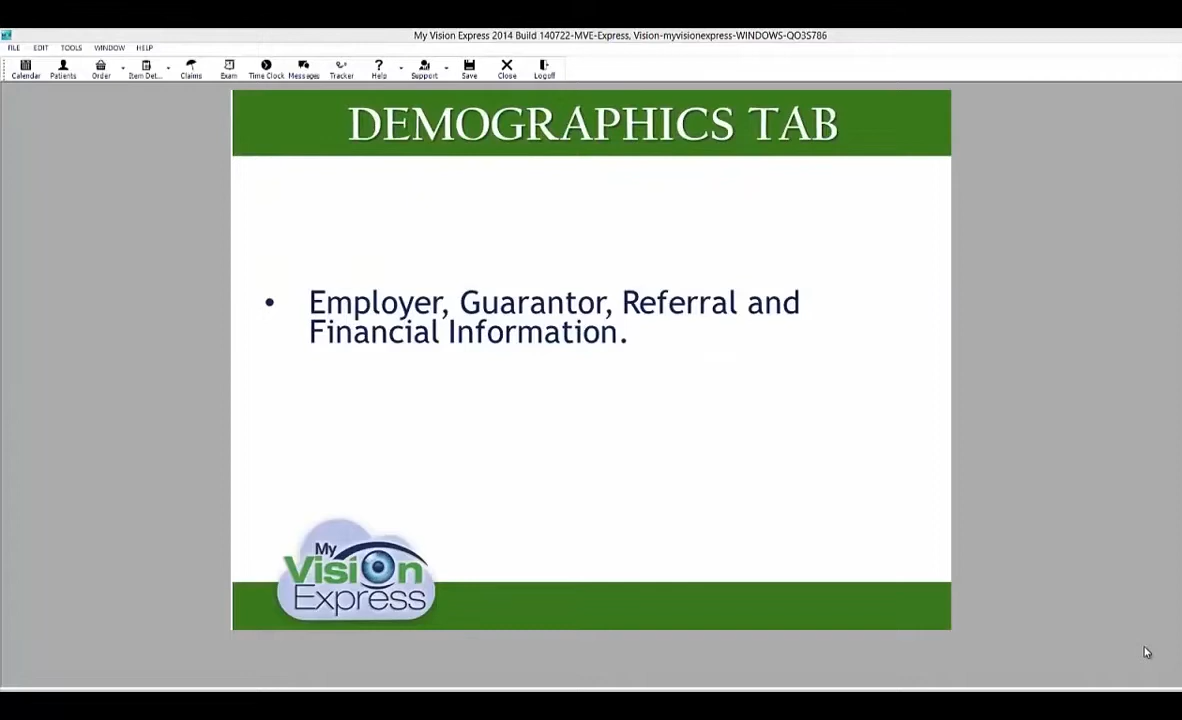 My Vision Express 2014 Build 140722-MVE-Express, Vision-myvisionexpress-WINDOWS-QO3S786
FILE EDIT TOOLS WINDOW HELP
Calendar Patients Order Item Det... Claims Exam Time Clock Messages Tracker Help Support Save Close Logoff
DEMOGRAPHICS TAB
• Employer, Guarantor, Referral and
Financial Information.
My
Vision
Express